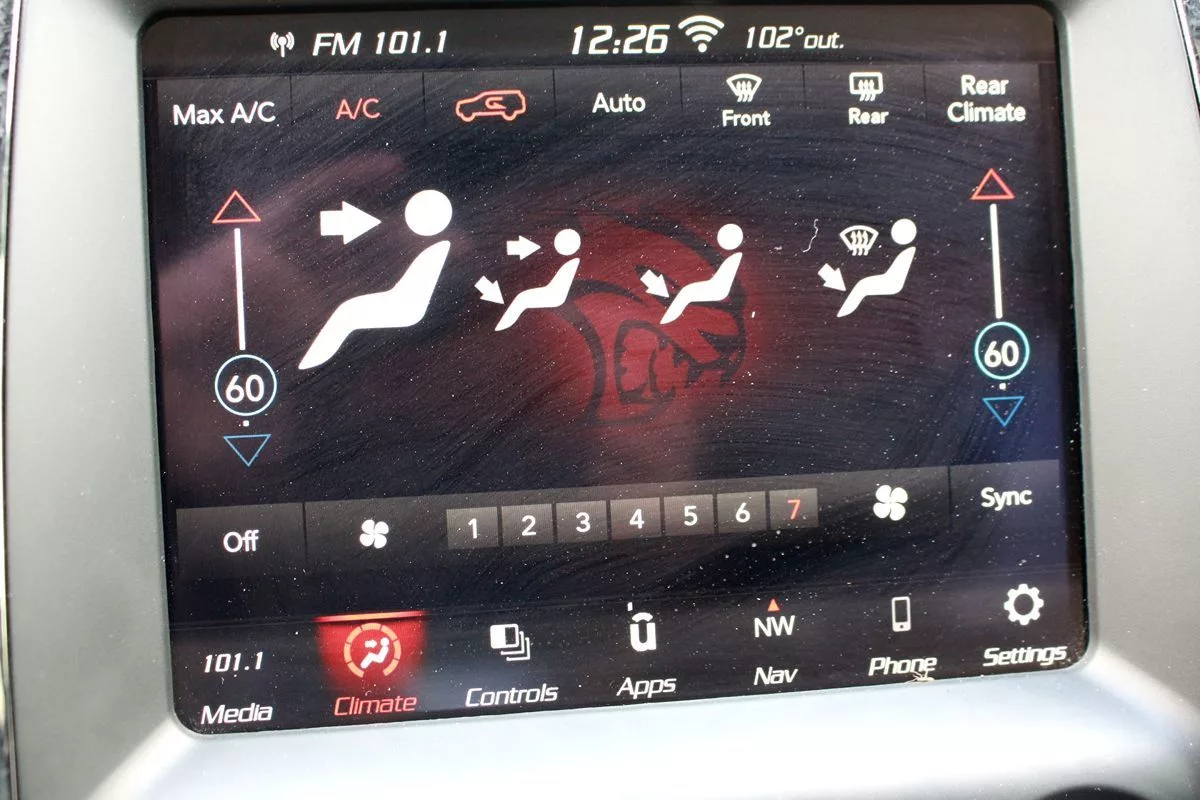 FM 101.1 12:26 102°out.
Max A/C A/C Auto Front Rear Rear
Climate
60 60
Off 1 2 3 4 5 6 7 Sync
101.1 NW
Media Climate Controls Apps Nav Phone Settings